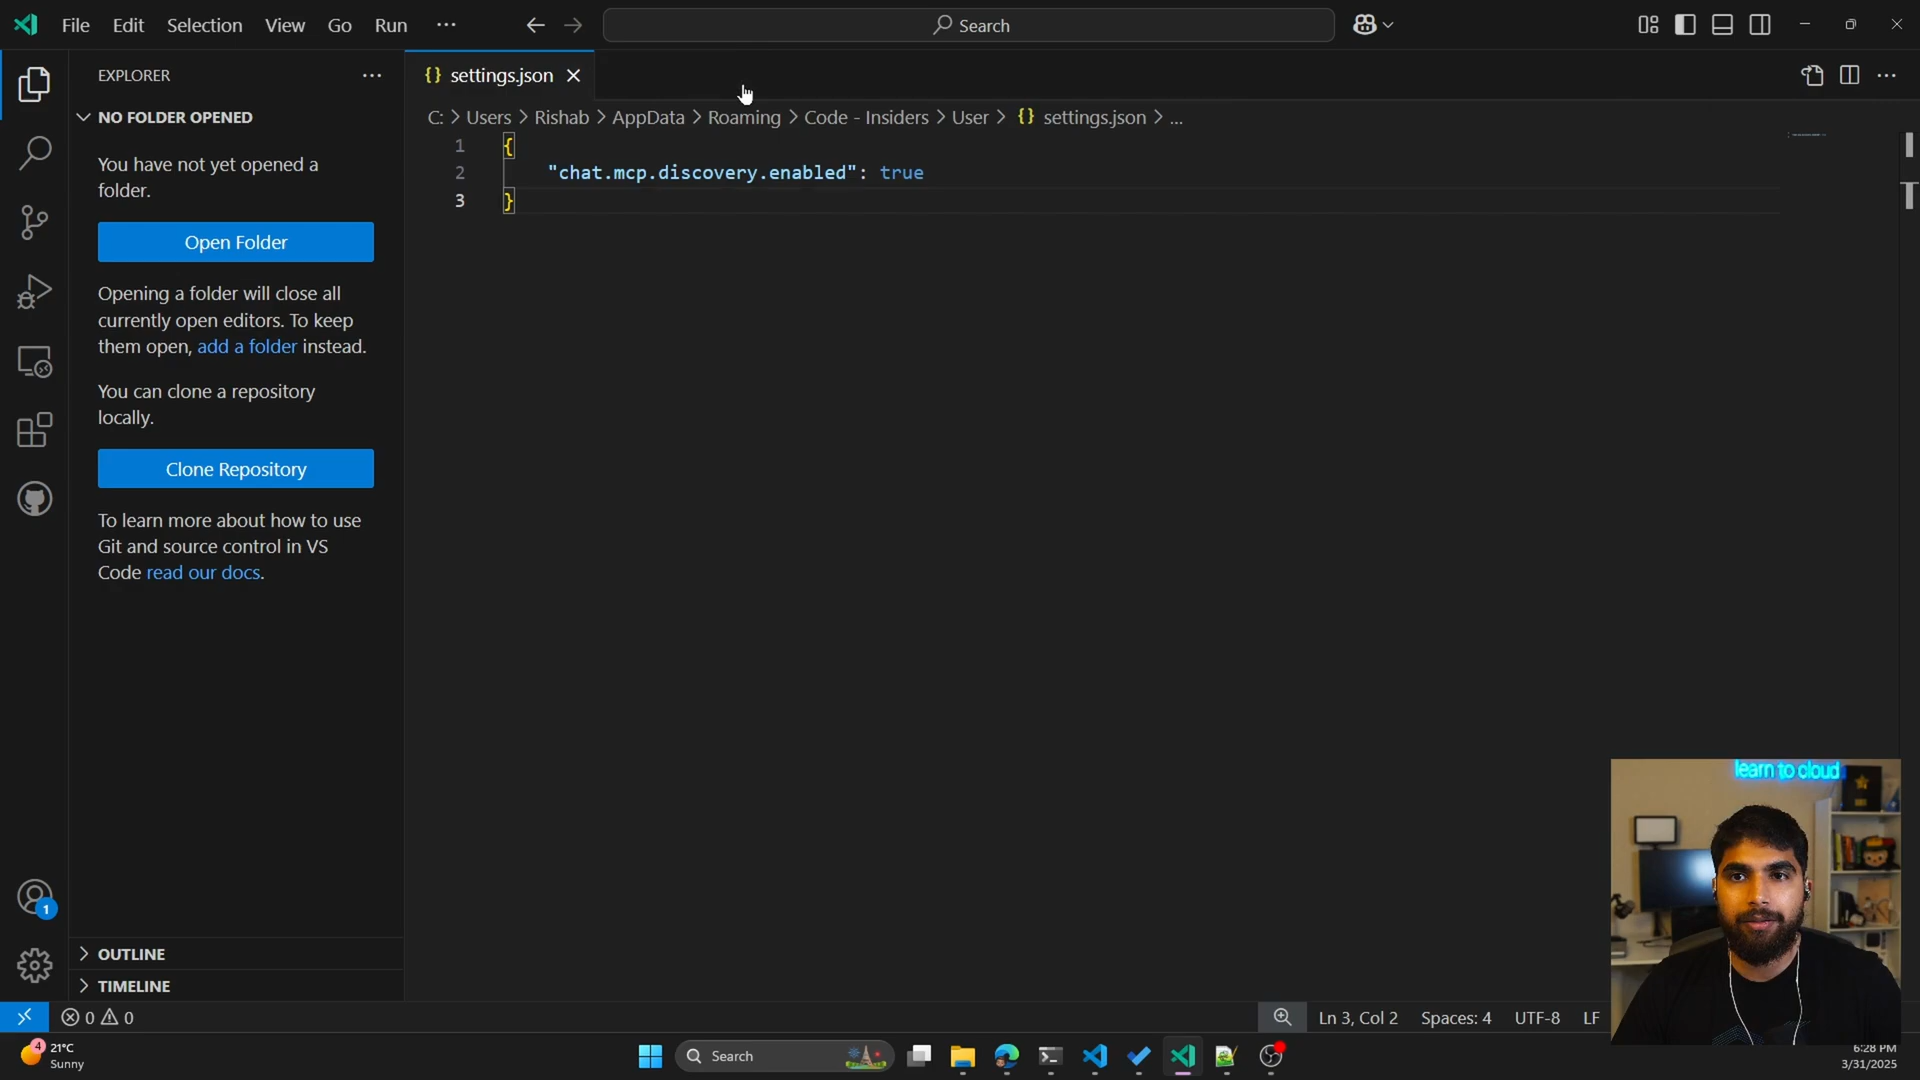 File Edit Selection View Go Run ···
Search
EXPLORER ···
NO FOLDER OPENED
You have not yet opened a
folder.
Open Folder
Opening a folder will close all
currently open editors. To keep
them open, add a folder instead.
You can clone a repository
locally.
Clone Repository
To learn more about how to use
Git and source control in VS
Code read our docs.
OUTLINE
TIMELINE
{} settings.json
C: > Users > Rishab > AppData > Roaming > Code - Insiders > User > {} settings.json > ...
1 {
2 "chat.mcp.discovery.enabled": true
3 }
learn to cloud
1
0 0
Ln 3, Col 2 Spaces: 4 UTF-8 LF
4
21°C
Sunny
Search
6:28 PM
3/31/2025